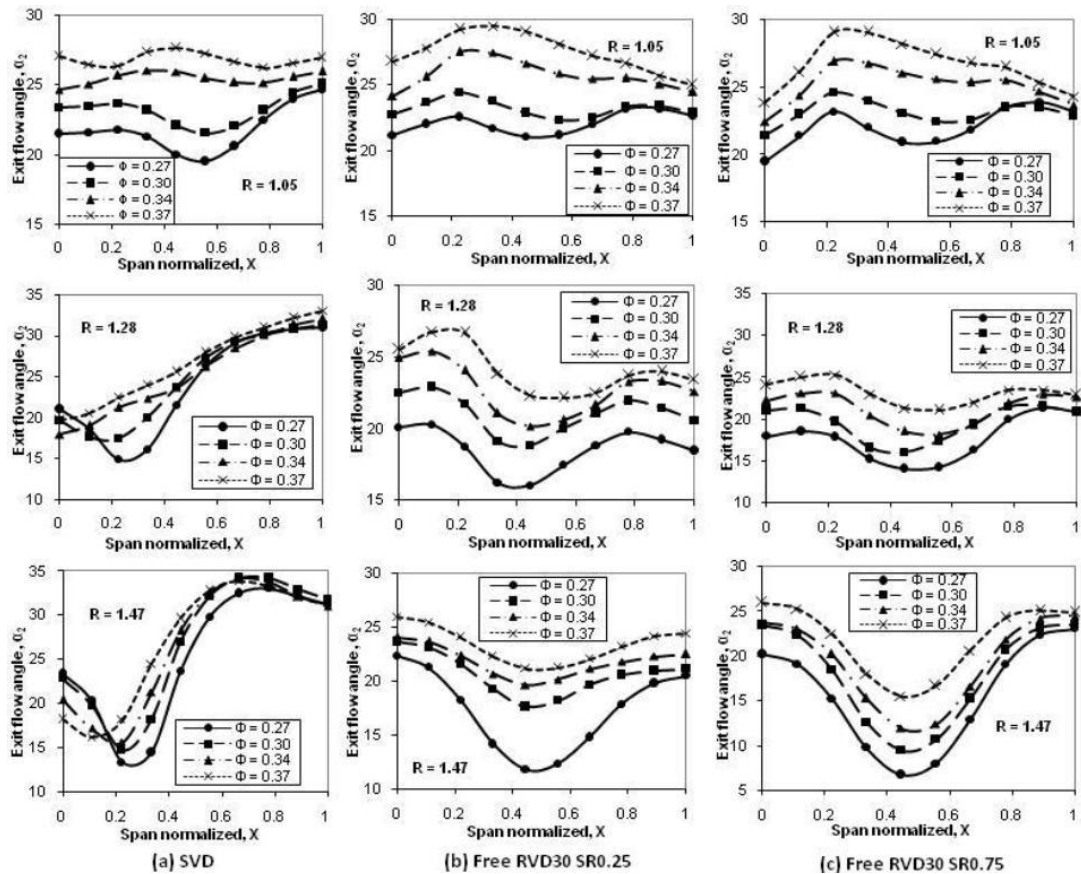 30
25
20
15
Exit flow angle, α₂
Φ = 0.27
Φ = 0.30
Φ = 0.34
Φ = 0.37
R = 1.05
0 0.2 0.4 0.6 0.8 1
Span normalized, X
30
25
20
15
Exit flow angle, α₂
R = 1.05
Φ = 0.27
Φ = 0.30
Φ = 0.34
Φ = 0.37
0 0.2 0.4 0.6 0.8 1
Span normalized, X
30
25
20
15
Exit flow angle, α₂
R = 1.05
Φ = 0.27
Φ = 0.30
Φ = 0.34
Φ = 0.37
0 0.2 0.4 0.6 0.8 1
Span normalized, X
35
30
25
20
15
10
Exit flow angle, α₂
R = 1.28
Φ = 0.27
Φ = 0.30
Φ = 0.34
Φ = 0.37
0 0.2 0.4 0.6 0.8 1
Span normalized, X
30
25
20
15
Exit flow angle, α₂
R = 1.28
Φ = 0.27
Φ = 0.30
Φ = 0.34
Φ = 0.37
0 0.2 0.4 0.6 0.8 1
Span normalized, X
35
30
25
20
15
10
Exit flow angle, α₂
R = 1.28
Φ = 0.27
Φ = 0.30
Φ = 0.34
Φ = 0.37
0 0.2 0.4 0.6 0.8 1
Span normalized, X
35
30
25
20
15
10
Exit flow angle, α₂
R = 1.47
Φ = 0.27
Φ = 0.30
Φ = 0.34
Φ = 0.37
0 0.2 0.4 0.6 0.8 1
Span normalized, X
30
25
20
15
10
Exit flow angle, α₂
Φ = 0.27
Φ = 0.30
Φ = 0.34
Φ = 0.37
R = 1.47
0 0.2 0.4 0.6 0.8 1
Span normalized, X
30
25
20
15
10
5
Exit flow angle, α₂
Φ = 0.27
Φ = 0.30
Φ = 0.34
Φ = 0.37
R = 1.47
0 0.2 0.4 0.6 0.8 1
Span normalized, X
(a) SVD
(b) Free RVD30 SR0.25
(c) Free RVD30 SR0.75